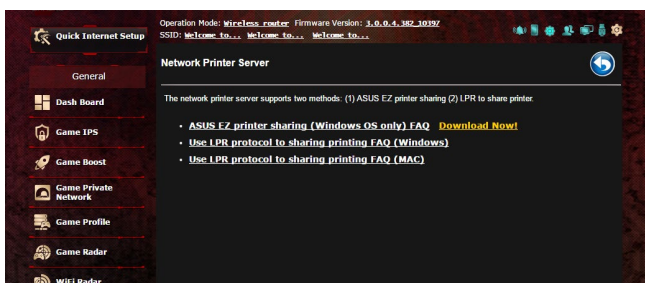 Quick Internet Setup
Operation Mode: Wireless router Firmware Version: 3.0.0.4.382_10397
SSID: Welcome to... Welcome to... Welcome to...
General
Dash Board
Game IPS
Game Boost
Game Private
Network
Game Profile
Game Radar
WiFi Radar
Network Printer Server
The network printer server supports two methods: (1) ASUS EZ printer sharing (2) LPR to share printer.
• ASUS EZ printer sharing (Windows OS only) FAQ Download Now!
• Use LPR protocol to sharing printing FAQ (Windows)
• Use LPR protocol to sharing printing FAQ (MAC)